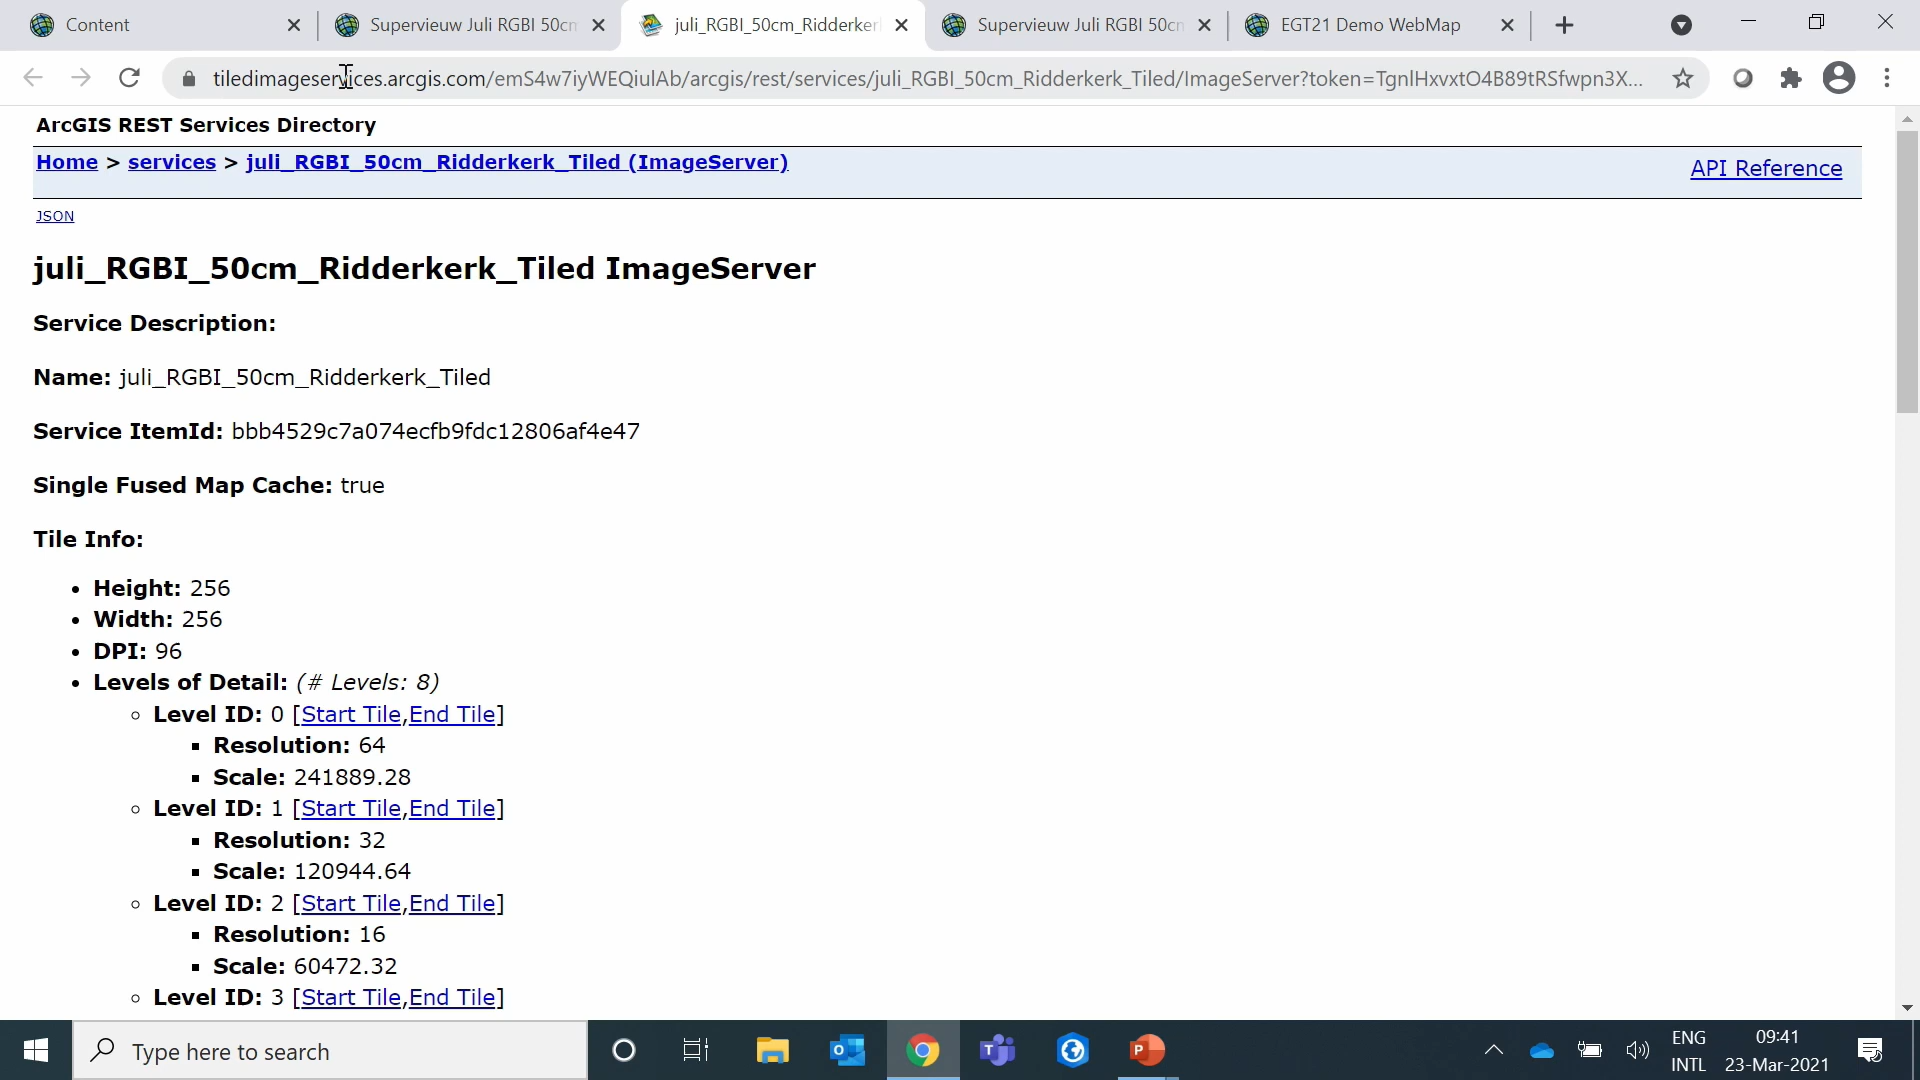 Content
Supervieuw Juli RGBI 50cm
juli_RGBI_50cm_Ridderkerk
Supervieuw Juli RGBI 50cm
EGT21 Demo WebMap
tiledimageservices.arcgis.com/emS4w7iyWEQiulAb/arcgis/rest/services/juli_RGBI_50cm_Ridderkerk_Tiled/ImageServer?token=TgnlHxvxtO4B89tRSfwpn3X...
ArcGIS REST Services Directory
Home > services > juli_RGBI_50cm_Ridderkerk_Tiled (ImageServer)
API Reference
JSON
juli_RGBI_50cm_Ridderkerk_Tiled ImageServer
Service Description:
Name: juli_RGBI_50cm_Ridderkerk_Tiled
Service ItemId: bbb4529c7a074ecfb9fdc12806af4e47
Single Fused Map Cache: true
Tile Info:
• Height: 256
• Width: 256
• DPI: 96
• Levels of Detail: (# Levels: 8)
Level ID: 0 [Start Tile,End Tile]
Resolution: 64
Scale: 241889.28
Level ID: 1 [Start Tile,End Tile]
Resolution: 32
Scale: 120944.64
Level ID: 2 [Start Tile,End Tile]
Resolution: 16
Scale: 60472.32
Level ID: 3 [Start Tile,End Tile]
Type here to search
ENG
INTL
09:41
23-Mar-2021